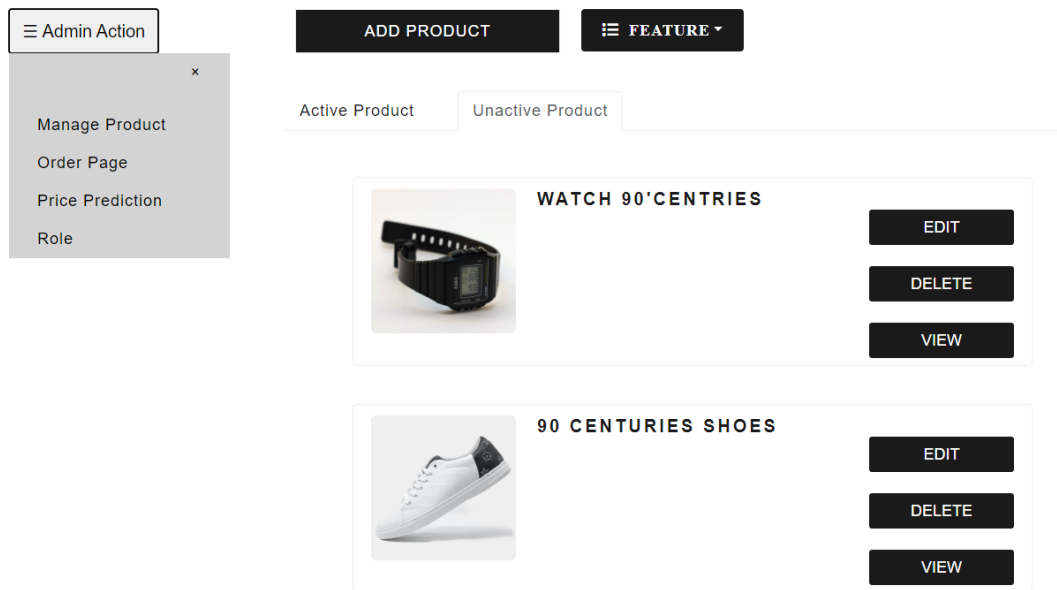 ☰ Admin Action
×
Manage Product
Order Page
Price Prediction
Role
ADD PRODUCT
FEATURE
Active Product
Unactive Product
WATCH 90'CENTRIES
EDIT
DELETE
VIEW
90 CENTURIES SHOES
EDIT
DELETE
VIEW